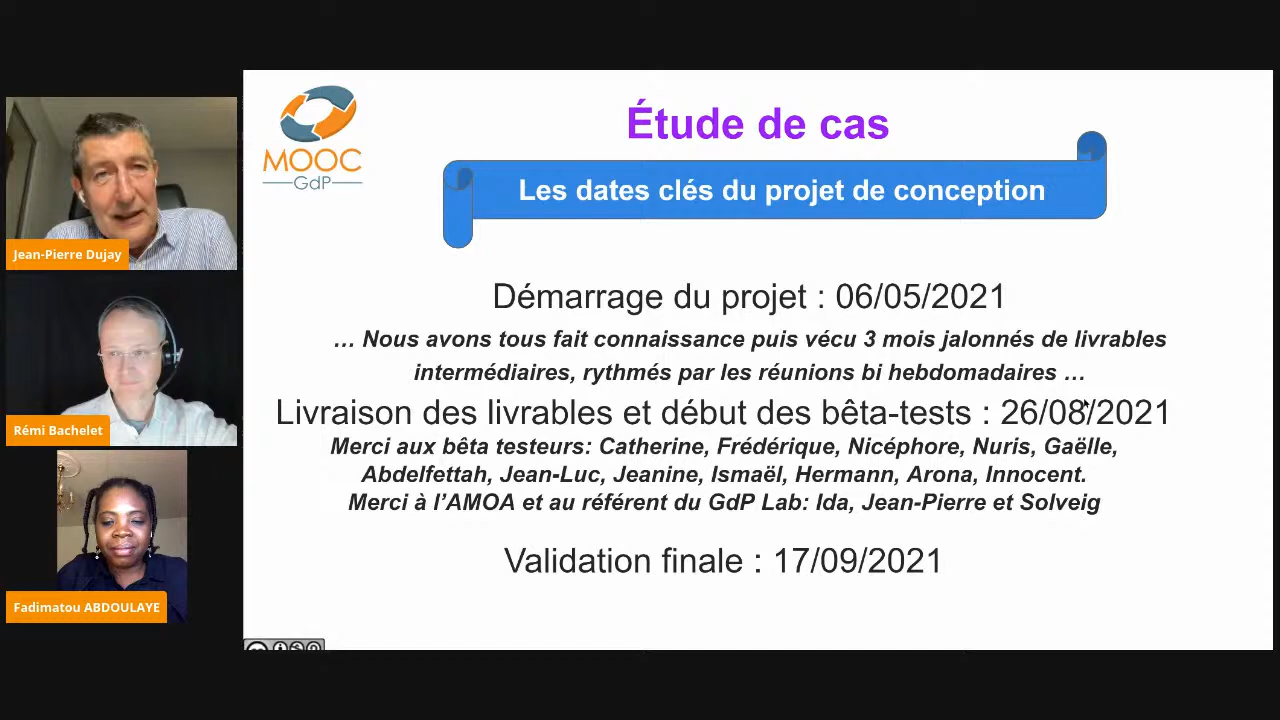 Jean-Pierre Dujay
Rémi Bachelet
Fadimatou ABDOULAYE
MOOC
GdP
Étude de cas
Les dates clés du projet de conception
Démarrage du projet : 06/05/2021
… Nous avons tous fait connaissance puis vécu 3 mois jalonnés de livrables
intermédiaires, rythmés par les réunions bi hebdomadaires …
Livraison des livrables et début des bêta-tests : 26/08/2021
Merci aux bêta testeurs: Catherine, Frédérique, Nicéphore, Nuris, Gaëlle,
Abdelfettah, Jean-Luc, Jeanine, Ismaël, Hermann, Arona, Innocent.
Merci à l’AMOA et au référent du GdP Lab: Ida, Jean-Pierre et Solveig
Validation finale : 17/09/2021